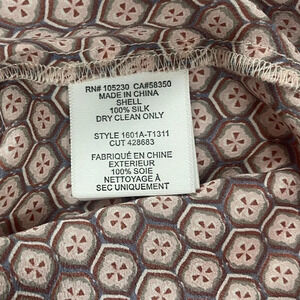 RN# 105230 CA#58350
MADE IN CHINA
SHELL
100% SILK
DRY CLEAN ONLY
STYLE 1601A-T1311
CUT 428683
FABRIQUÉ EN CHINE
EXTERIEUR
100% SOIE
NETTOYAGE À
SEC UNIQUEMENT